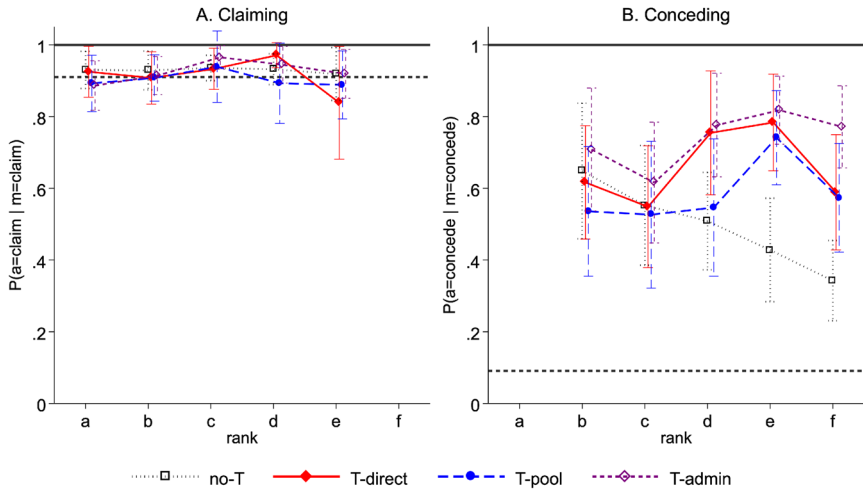 A. Claiming
P(a=claim | m=claim)
1
.8
.6
.4
.2
0
a b c d e f
rank
B. Conceding
P(a=concede | m=concede)
1
.8
.6
.4
.2
0
a b c d e f
rank
no-T T-direct T-pool T-admin